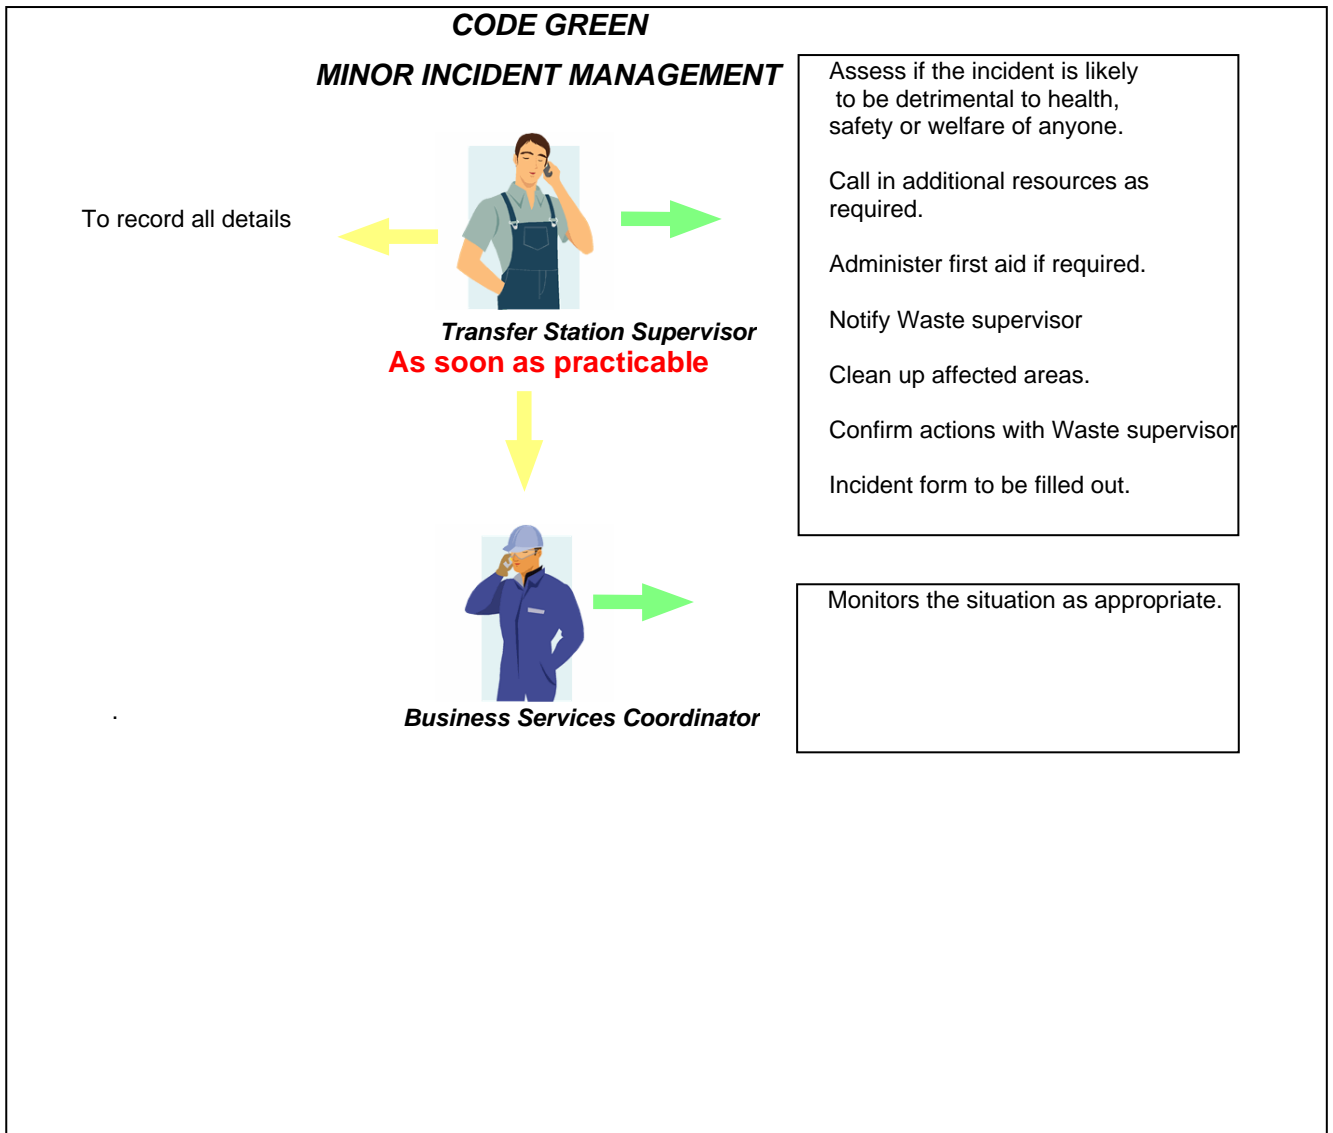 CODE GREEN
MINOR INCIDENT MANAGEMENT
To record all details
Transfer Station Supervisor
As soon as practicable
Assess if the incident is likely
to be detrimental to health,
safety or welfare of anyone.
Call in additional resources as
required.
Administer first aid if required.
Notify Waste supervisor
Clean up affected areas.
Confirm actions with Waste supervisor
Incident form to be filled out.
Monitors the situation as appropriate.
.
Business Services Coordinator